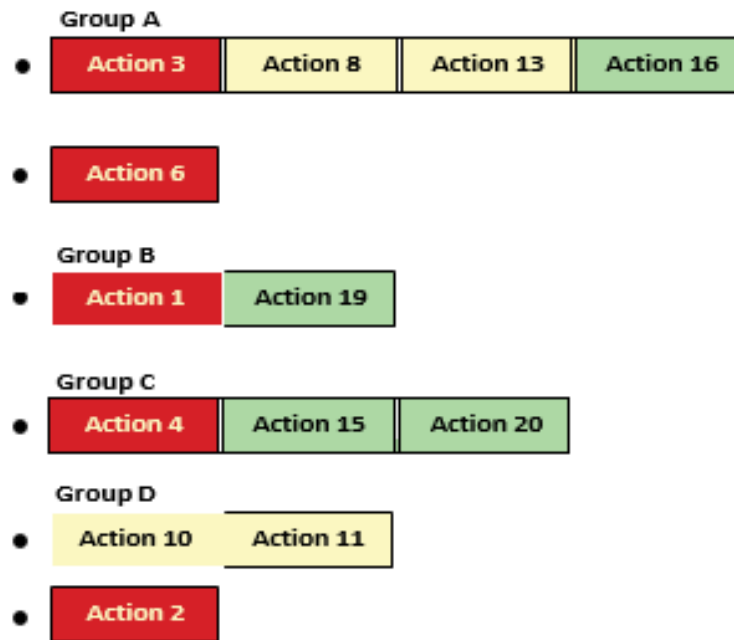 Group A
Action 3 Action 8 Action 13 Action 16
Action 6
Group B
Action 1 Action 19
Group C
Action 4 Action 15 Action 20
Group D
Action 10 Action 11
Action 2